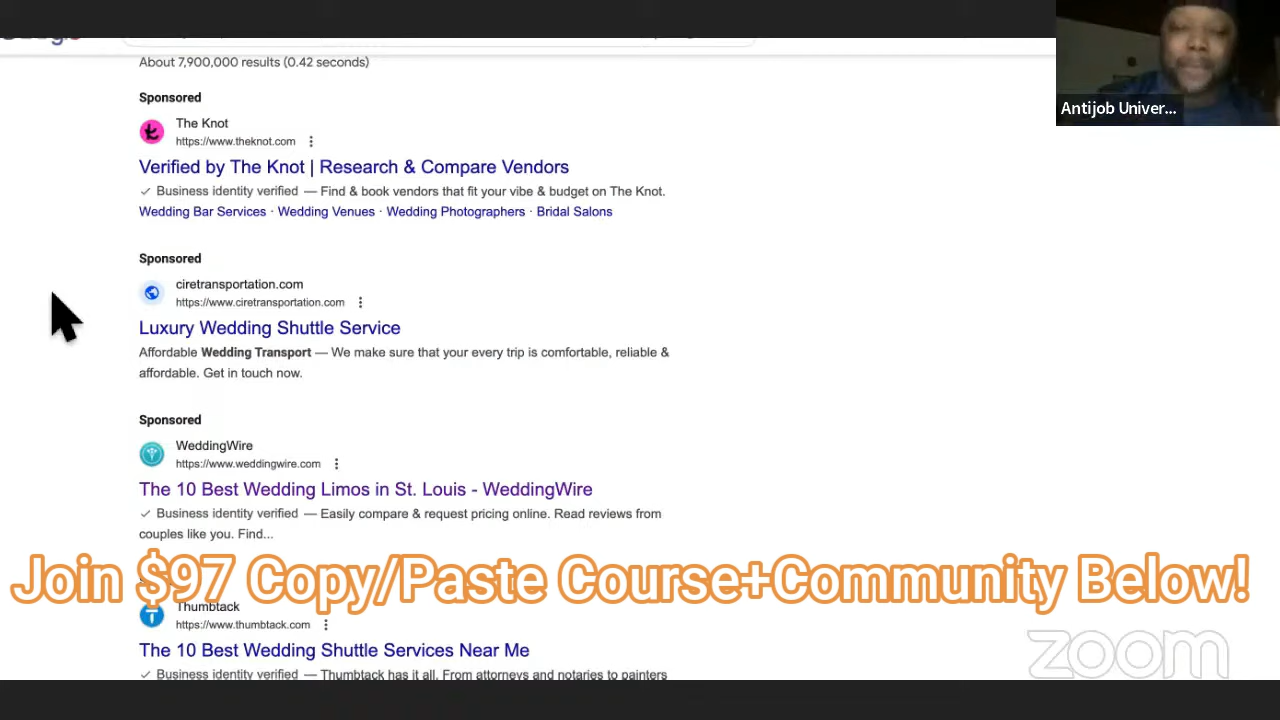 About 7,900,000 results (0.42 seconds)
Antijob Univer...
Sponsored
The Knot
https://www.theknot.com
Verified by The Knot | Research & Compare Vendors
Business identity verified — Find & book vendors that fit your vibe & budget on The Knot.
Wedding Bar Services · Wedding Venues · Wedding Photographers · Bridal Salons
Sponsored
ciretransportation.com
https://www.ciretransportation.com
Luxury Wedding Shuttle Service
Affordable Wedding Transport — We make sure that your every trip is comfortable, reliable &
affordable. Get in touch now.
Sponsored
WeddingWire
https://www.weddingwire.com
The 10 Best Wedding Limos in St. Louis - WeddingWire
Business identity verified — Easily compare & request pricing online. Read reviews from
couples like you. Find...
Join $97 Copy/Paste Course+Community Below!
Thumbtack
https://www.thumbtack.com
The 10 Best Wedding Shuttle Services Near Me
Business identity verified — Thumbtack has it all. From attorneys and notaries to painters
zoom